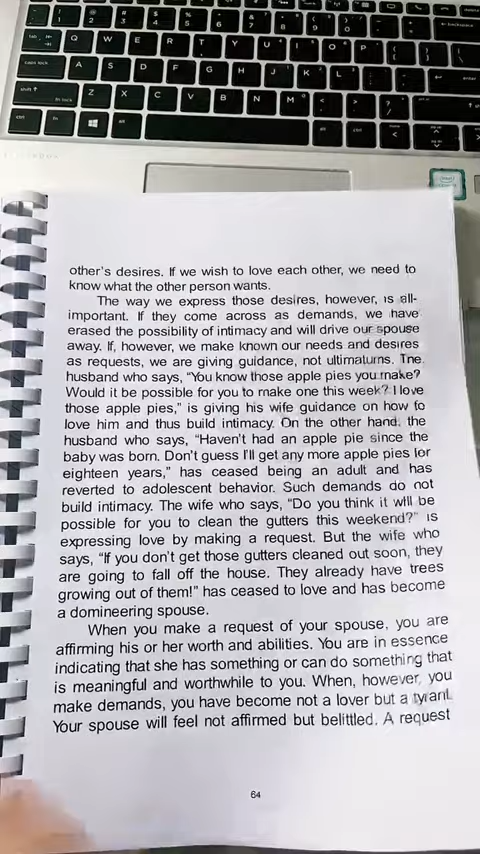 other's desires. If we wish to love each other, we need to
know what the other person wants.
The way we express those desires, however, is all-
important. If they come across as demands, we have
erased the possibility of intimacy and will drive our spouse
away. If, however, we make known our needs and desires
as requests, we are giving guidance, not ultimatums. The
husband who says, “You know those apple pies you make?
Would it be possible for you to make one this week? I love
those apple pies,” is giving his wife guidance on how to
love him and thus build intimacy. On the other hand, the
husband who says, “Haven't had an apple pie since the
baby was born. Don't guess I'll get any more apple pies for
eighteen years,” has ceased being an adult and has
reverted to adolescent behavior. Such demands do not
build intimacy. The wife who says, “Do you think it will be
possible for you to clean the gutters this weekend?” is
expressing love by making a request. But the wife who
says, “If you don't get those gutters cleaned out soon, they
are going to fall off the house. They already have trees
growing out of them!” has ceased to love and has become
a domineering spouse.
When you make a request of your spouse, you are
affirming his or her worth and abilities. You are in essence
indicating that she has something or can do something that
is meaningful and worthwhile to you. When, however, you
make demands, you have become not a lover but a tyrant.
Your spouse will feel not affirmed but belittled. A request
64